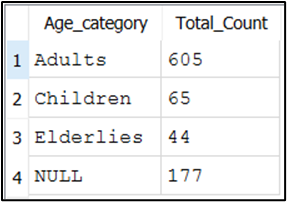 Age_category Total_Count
1 Adults 605
2 Children 65
3 Elderlies 44
4 NULL 177